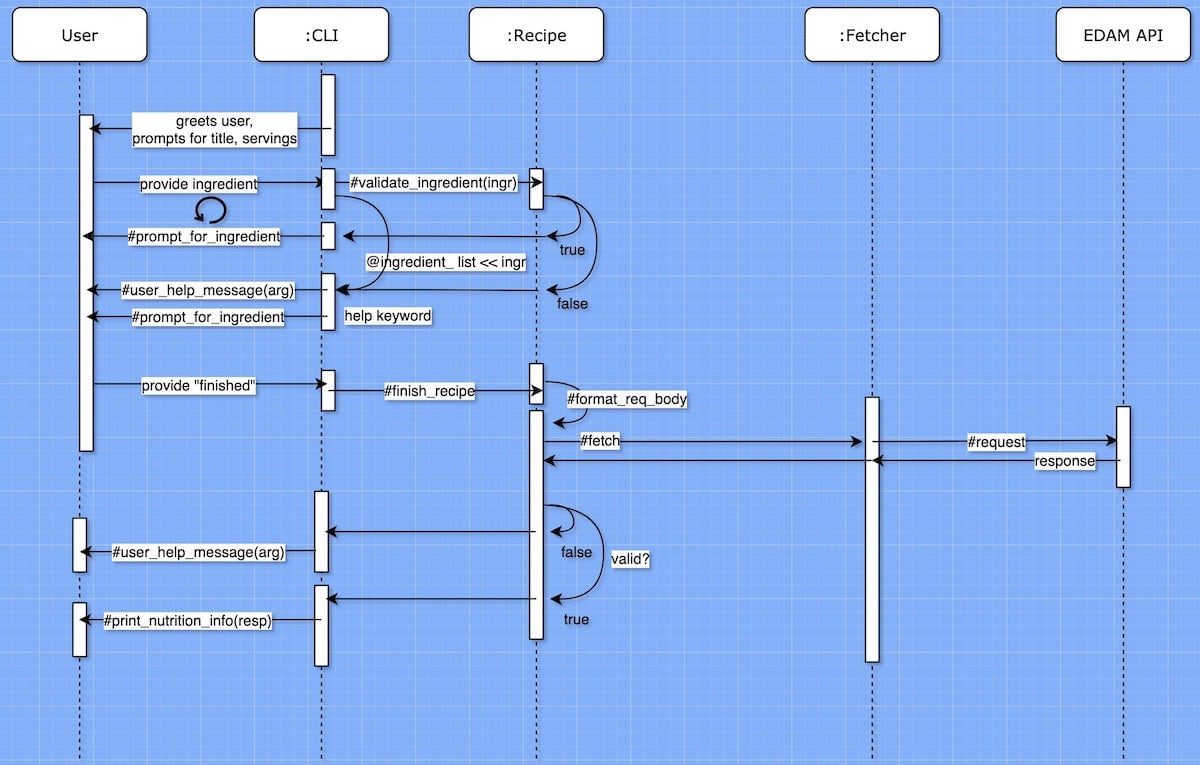 User
:CLI
:Recipe
:Fetcher
EDAM API
greets user,
prompts for title, servings
provide ingredient
#validate_ingredient(ingr)
#prompt_for_ingredient
true
@ingredient_ list << ingr
#user_help_message(arg)
false
#prompt_for_ingredient
help keyword
provide "finished"
#finish_recipe
#format_req_body
#fetch
#request
response
#user_help_message(arg)
false
valid?
#print_nutrition_info(resp)
true